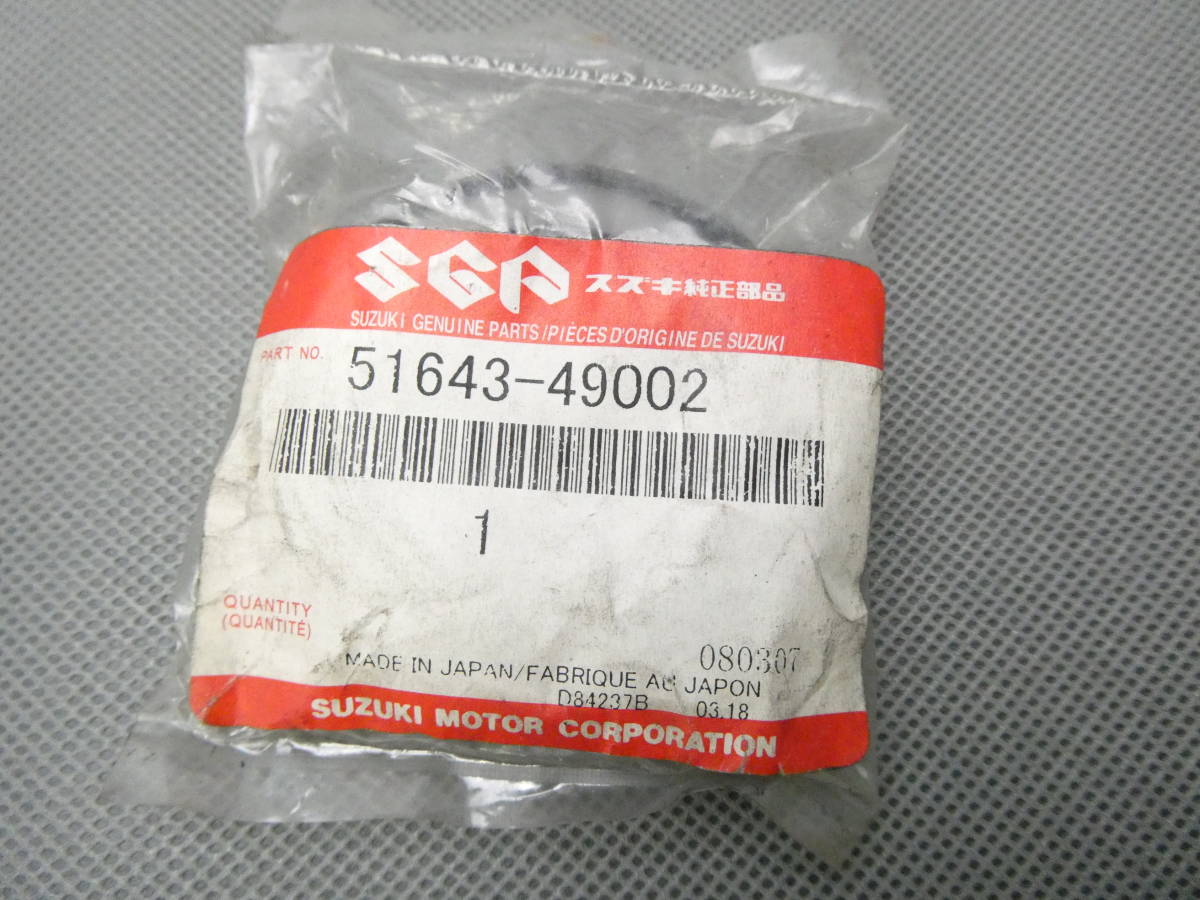 SGP スズキ純正部品
SUZUKI GENUINE PARTS/PIÈCES D'ORIGINE DE SUZUKI
PART NO. 51643-49002
1
QUANTITY
(QUANTITÉ)
080307
MADE IN JAPAN/FABRIQUE AU JAPON
D84237B 03.18
SUZUKI MOTOR CORPORATION